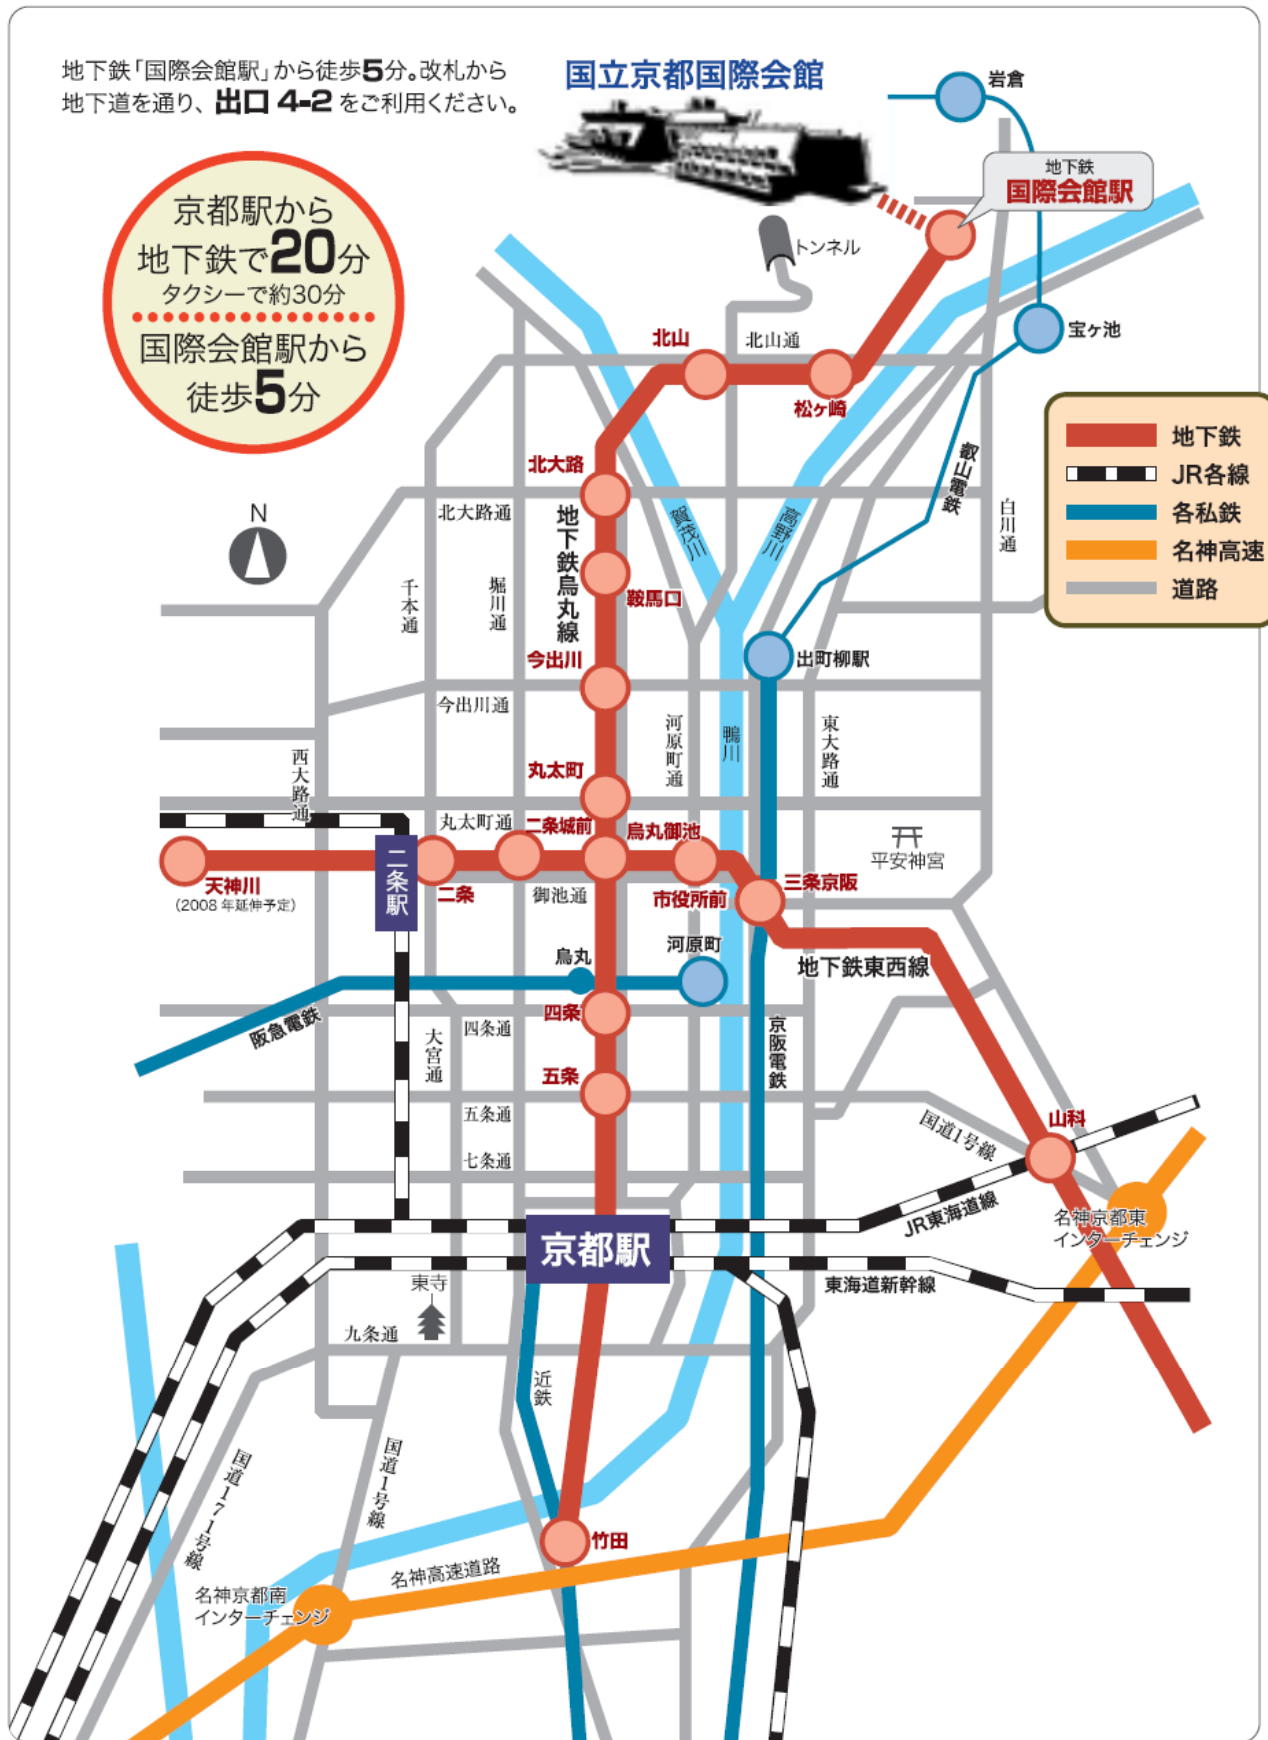 地下鉄「国際会館駅」から徒歩5分。改札から
地下道を通り、出口 4-2 をご利用ください。
国立京都国際会館
岩倉
地下鉄
国際会館駅
京都駅から
地下鉄で20分
タクシーで約30分
国際会館駅から
徒歩5分
トンネル
北山
北山通
松ヶ崎
宝ヶ池
地下鉄
JR各線
各私鉄
名神高速
道路
叡山電鉄
白川通
北大路
北大路通
地下鉄烏丸線
賀茂川
高野川
N
千本通
堀川通
鞍馬口
今出川
今出川通
出町柳駅
河原町通
鴨川
東大路通
西大路通
丸太町
丸太町通
二条城前
烏丸御池
平安神宮
二条駅
天神川
（2008 年延伸予定）
二条
御池通
市役所前
三条京阪
烏丸
河原町
地下鉄東西線
阪急電鉄
四条
四条通
大宮通
京阪電鉄
五条
五条通
国道1号線
山科
七条通
JR東海道線
名神京都東
インターチェンジ
京都駅
東海道新幹線
東寺
九条通
近鉄
国道171号線
国道1号線
竹田
名神高速道路
名神京都南
インターチェンジ